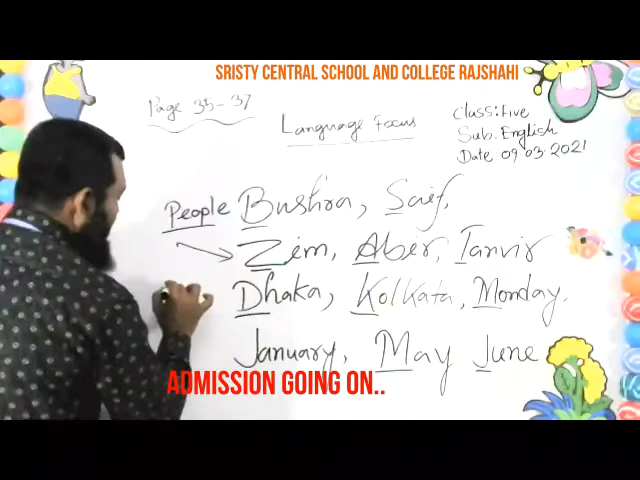 SRISTY CENTRAL SCHOOL AND COLLEGE RAJSHAHI
Page 35-37
Language Focus
Class: Five
Sub: English
Date 09.03.2021
People Bushra, Saif,
Zim, Aber, Tanvir
Dhaka, Kolkata, Monday.
January, May June
ADMISSION GOING ON..